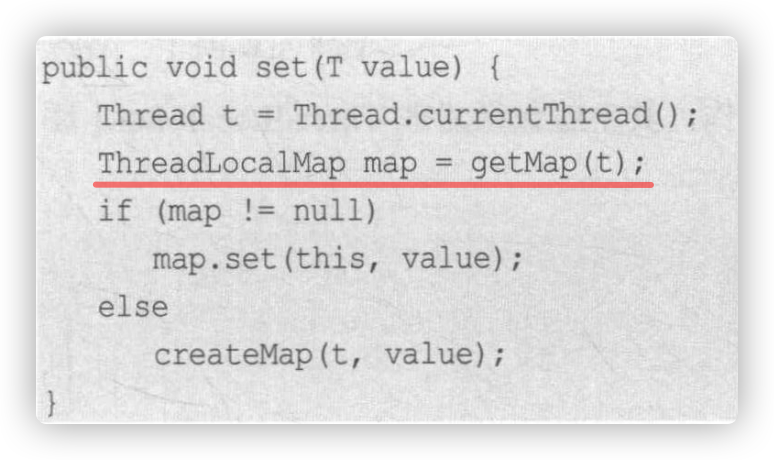 public void set(T value) {
Thread t = Thread.currentThread();
ThreadLocalMap map = getMap(t);
if (map != null)
map.set(this, value);
else
createMap(t, value);
}